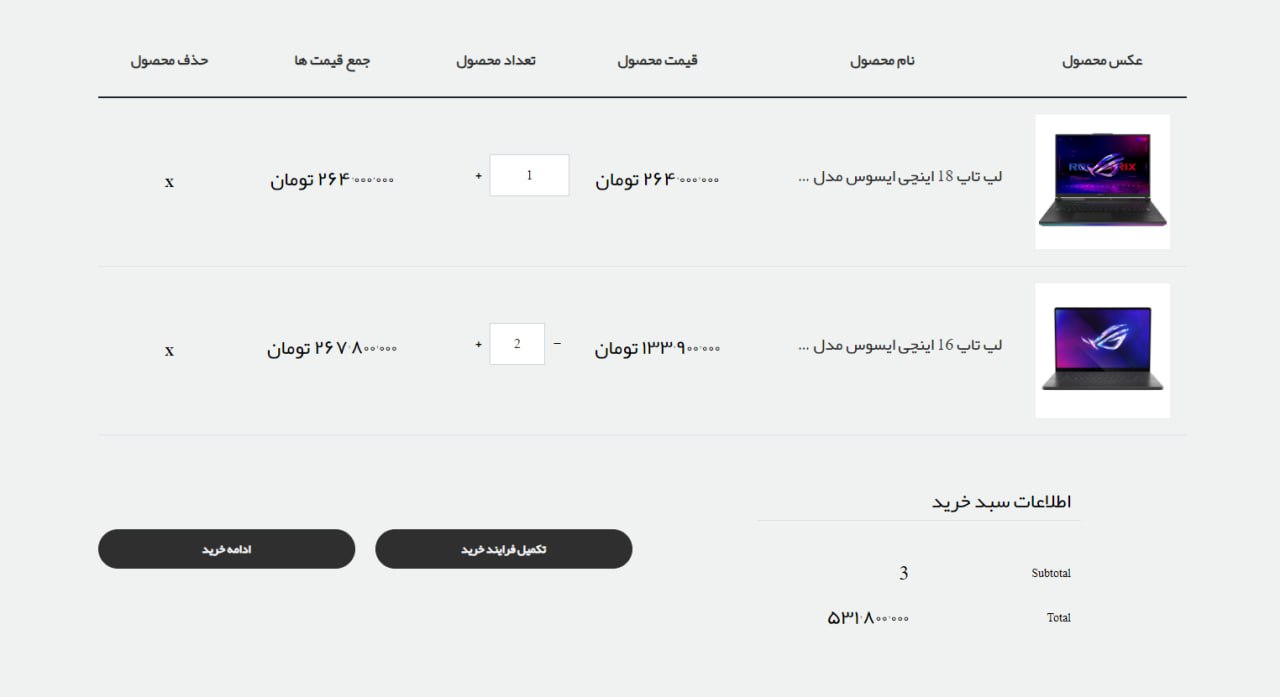 عکس محصول نام محصول قیمت محصول تعداد محصول جمع قیمت ها حذف محصول
لپ تاپ 18 اینچی ایسوس مدل ... ۲۶۴٬۰۰۰٬۰۰۰ تومان 1 + ۲۶۴٬۰۰۰٬۰۰۰ تومان x
لپ تاپ 16 اینچی ایسوس مدل ... ۱۳۳٬۹۰۰٬۰۰۰ تومان − 2 + ۲۶۷٬۸۰۰٬۰۰۰ تومان x
اطلاعات سبد خرید
تکمیل فرایند خرید ادامه خرید
Subtotal 3
Total ۵۳۱٬۸۰۰٬۰۰۰